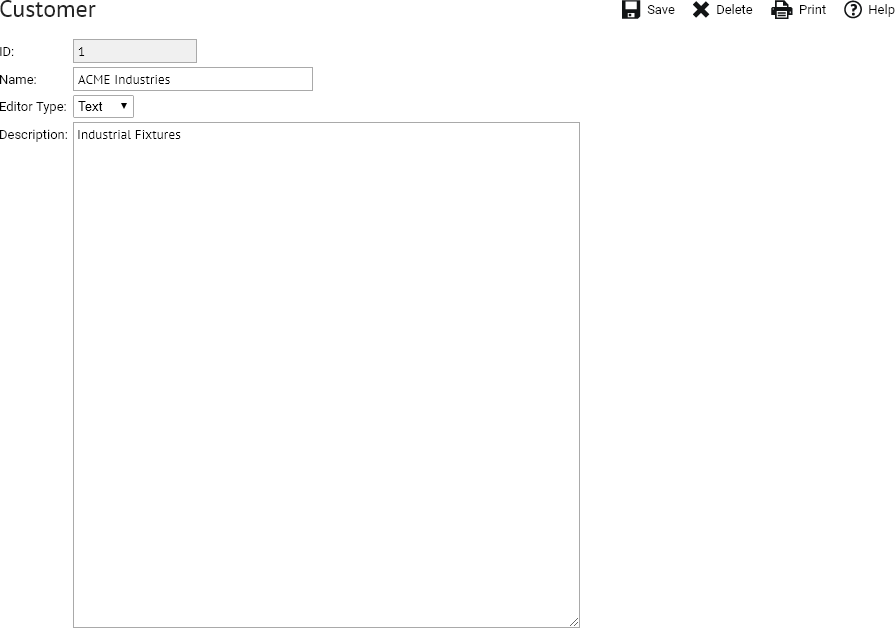 Customer
Save Delete Print Help
ID: 1
Name: ACME Industries
Editor Type: Text
Description: Industrial Fixtures